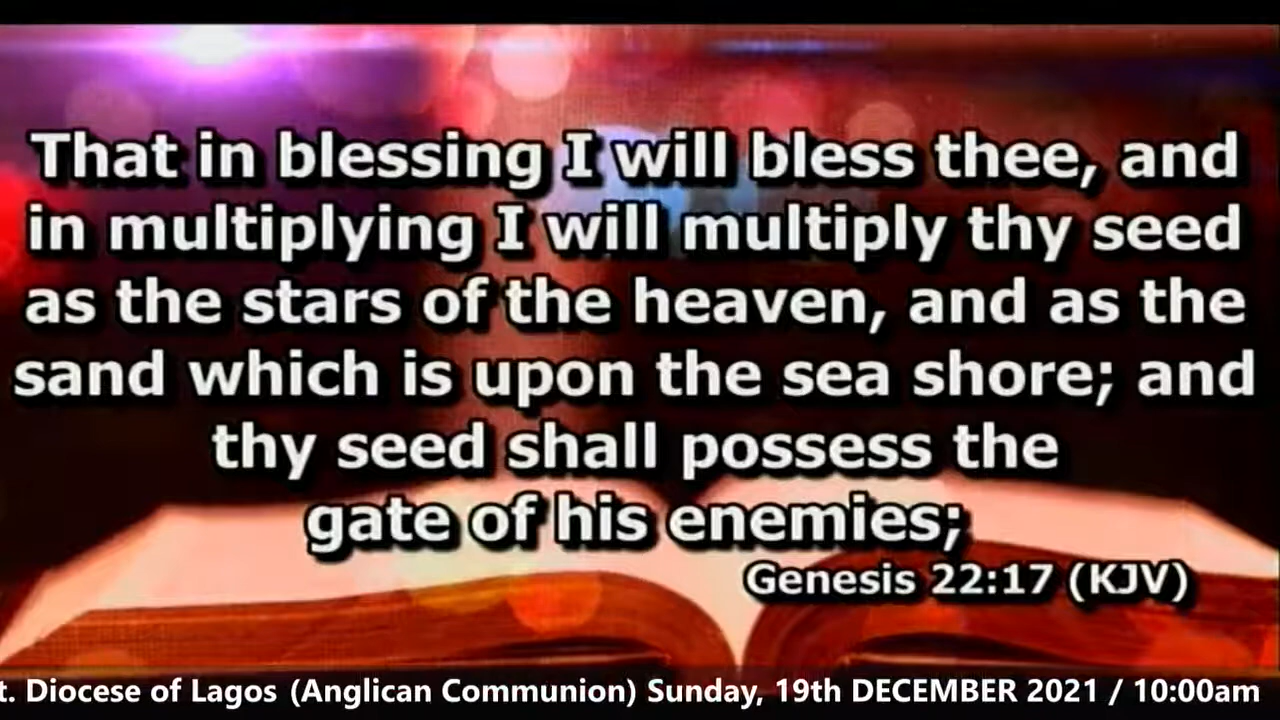 That in blessing I will bless thee, and
in multiplying I will multiply thy seed
as the stars of the heaven, and as the
sand which is upon the sea shore; and
thy seed shall possess the
gate of his enemies;
Genesis 22:17 (KJV)
t. Diocese of Lagos (Anglican Communion) Sunday, 19th DECEMBER 2021 / 10:00am